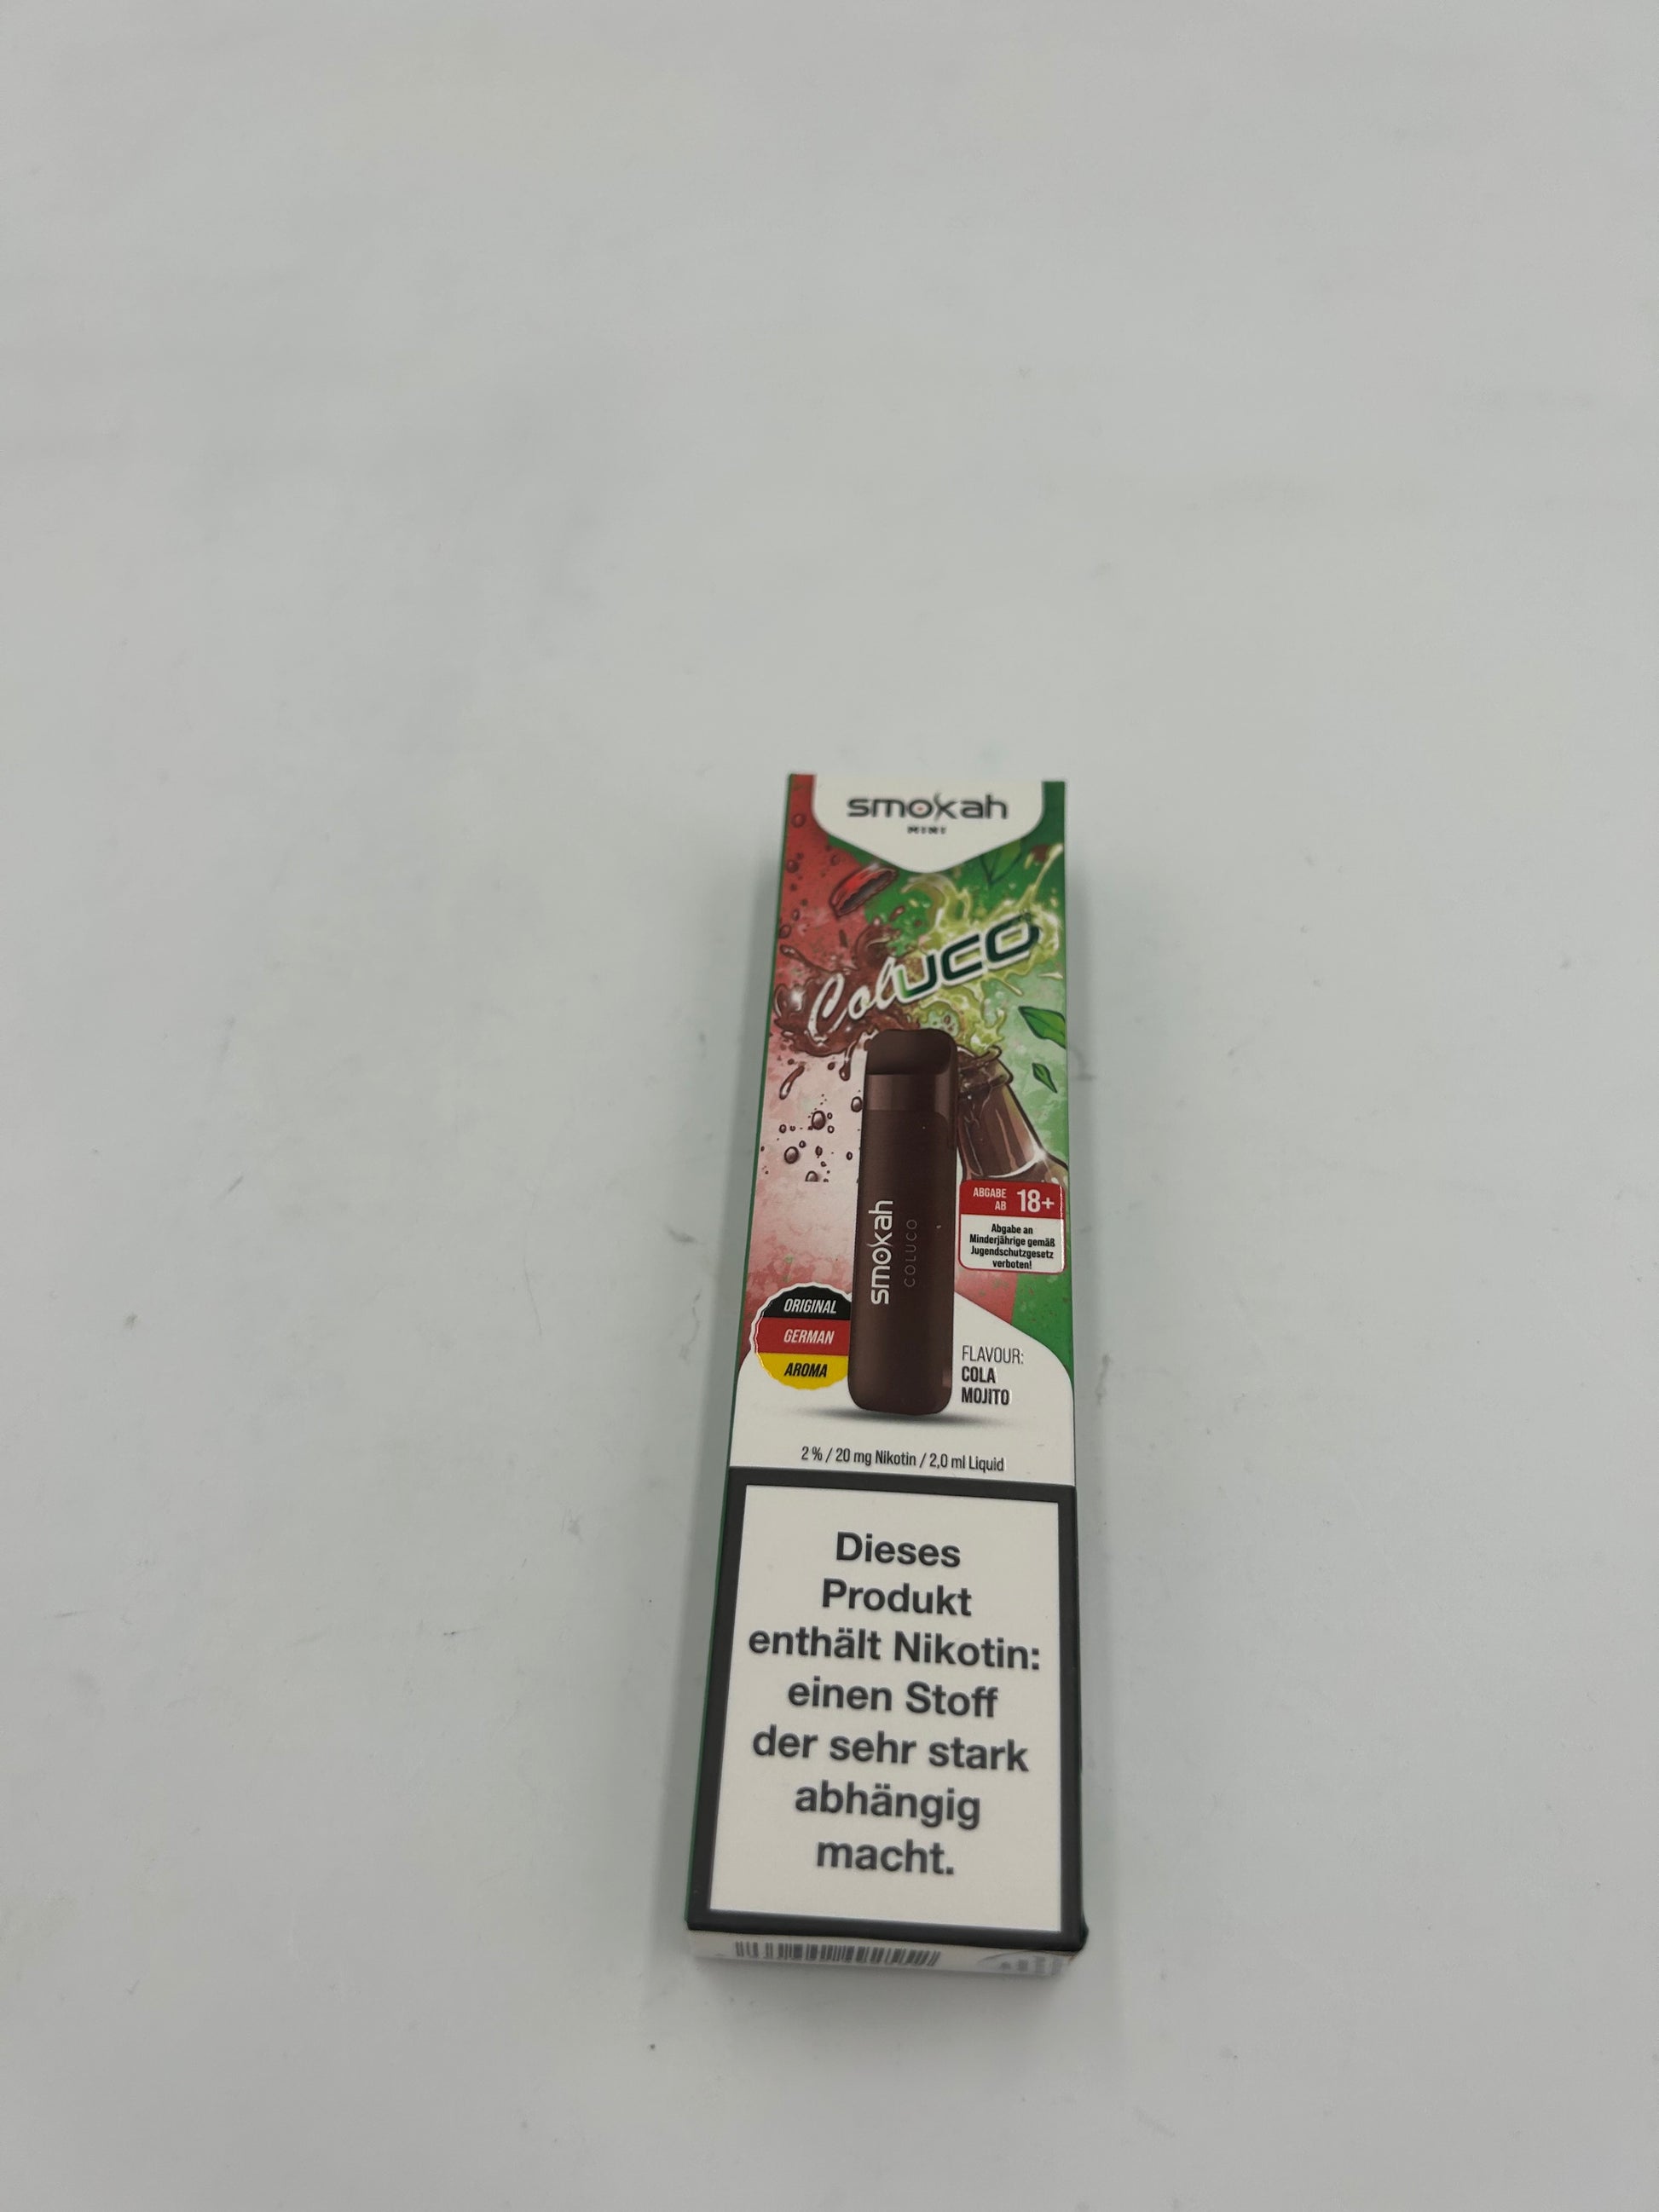 smokah
MINI
ColUCO
smokah
COLUCO
ABGABE
AB
18+
Abgabe an
Minderjährige gemäß
Jugendschutzgesetz
verboten!
ORIGINAL
GERMAN
AROMA
FLAVOUR:
COLA
MOJITO
2 % / 20 mg Nikotin / 2,0 ml Liquid
Dieses
Produkt
enthält Nikotin:
einen Stoff
der sehr stark
abhängig
macht.